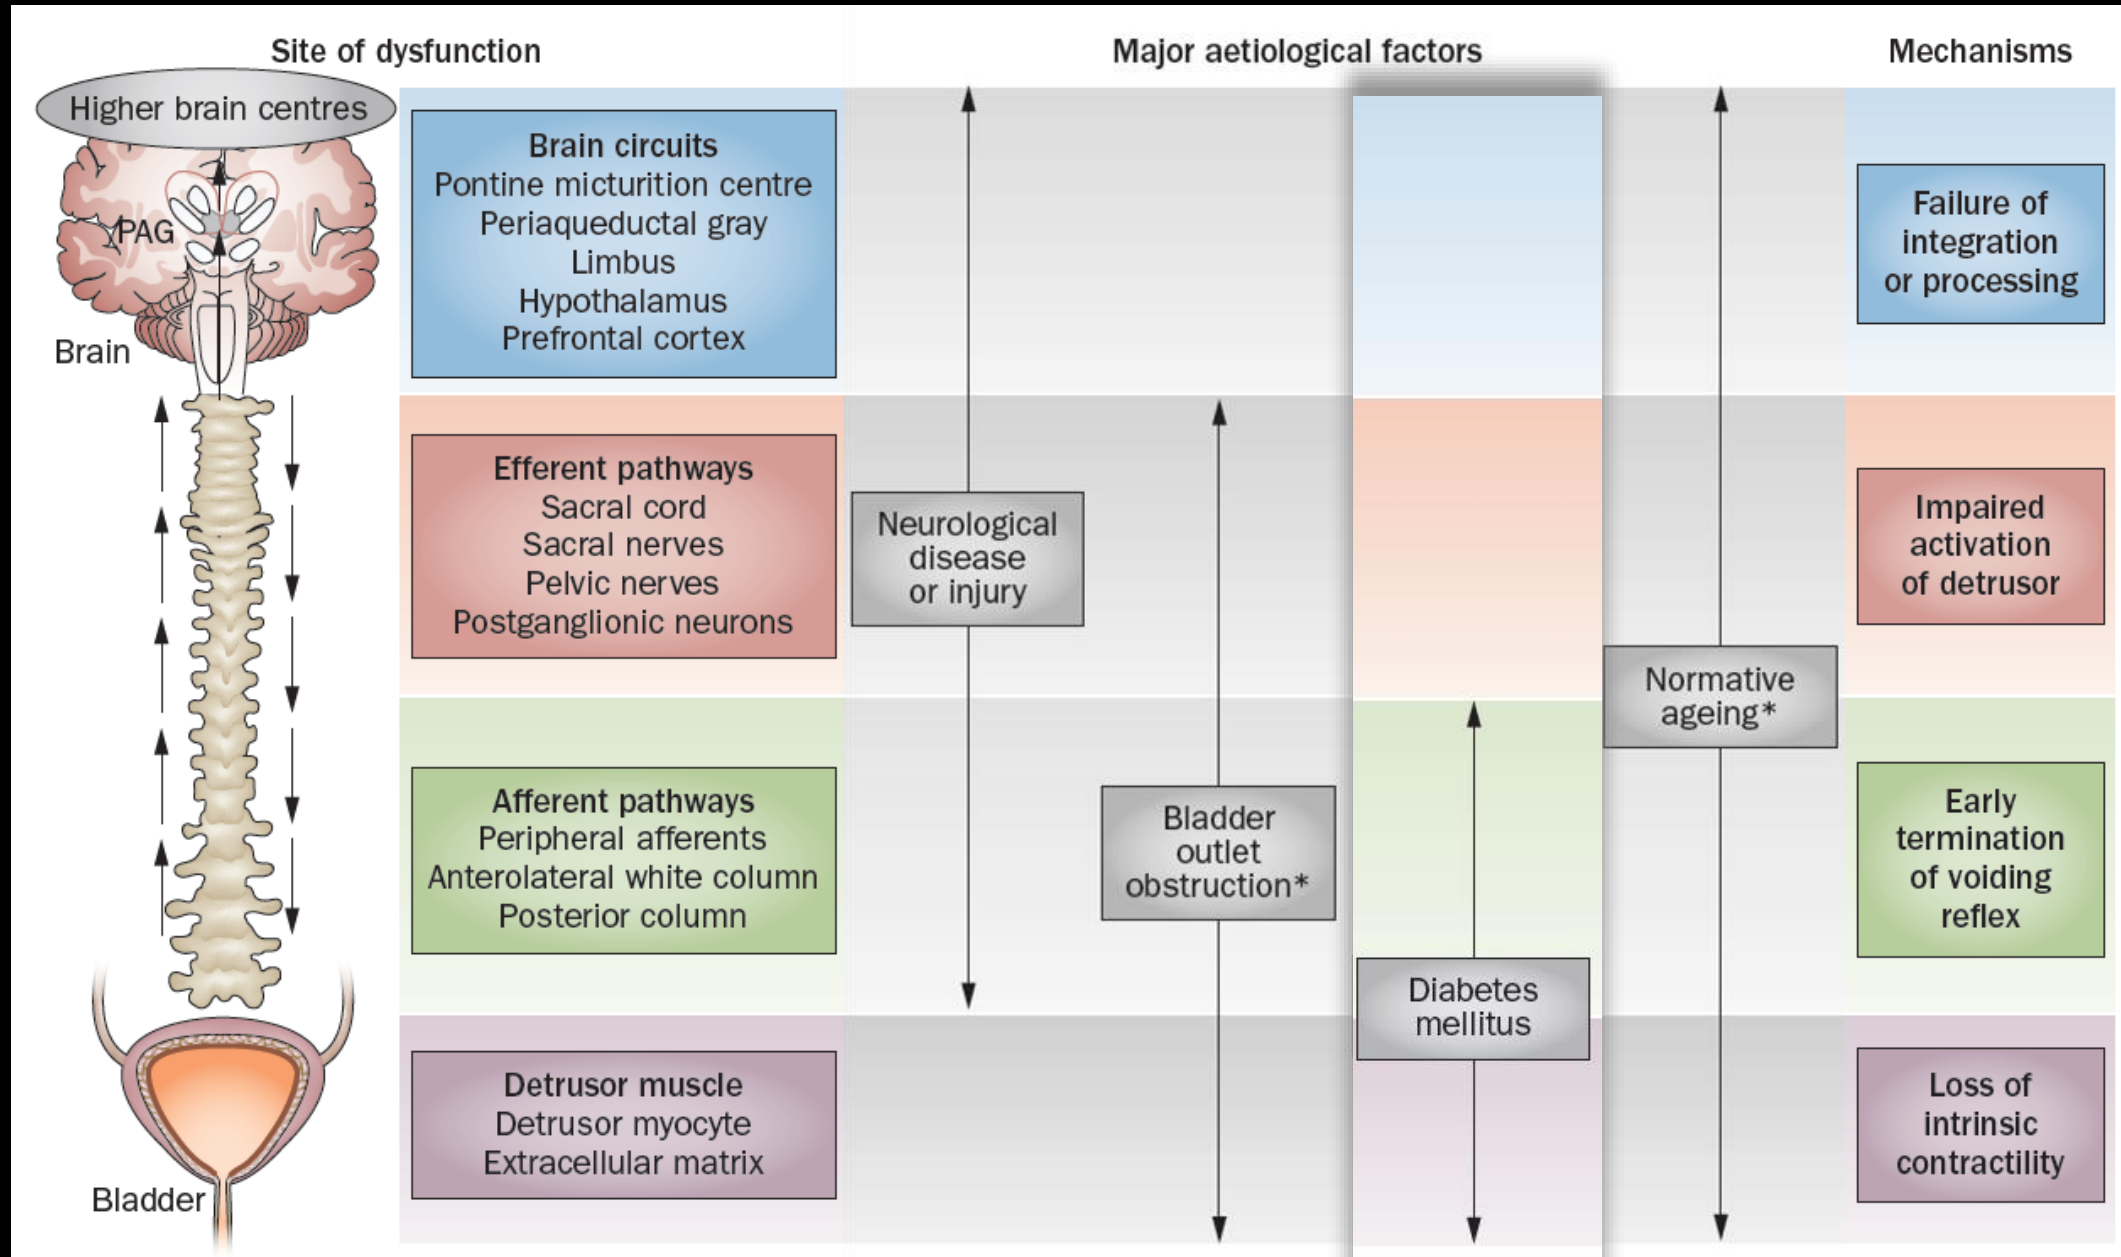 Site of dysfunction
Major aetiological factors
Mechanisms
Higher brain centres
PAG
Brain
Bladder
Brain circuits
Pontine micturition centre
Periaqueductal gray
Limbus
Hypothalamus
Prefrontal cortex
Efferent pathways
Sacral cord
Sacral nerves
Pelvic nerves
Postganglionic neurons
Afferent pathways
Peripheral afferents
Anterolateral white column
Posterior column
Detrusor muscle
Detrusor myocyte
Extracellular matrix
Neurological
disease
or injury
Bladder
outlet
obstruction*
Diabetes
mellitus
Normative
ageing*
Failure of
integration
or processing
Impaired
activation
of detrusor
Early
termination
of voiding
reflex
Loss of
intrinsic
contractility